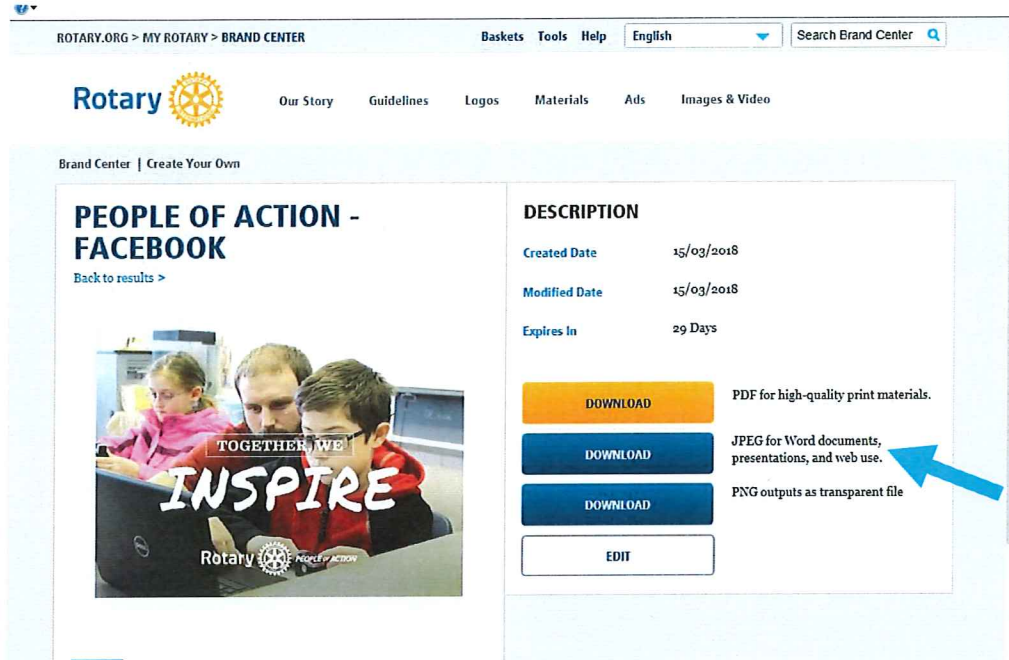 ROTARY.ORG > MY ROTARY > BRAND CENTER
Baskets Tools Help English Search Brand Center
Rotary
Our Story Guidelines Logos Materials Ads Images & Video
Brand Center | Create Your Own
PEOPLE OF ACTION -
FACEBOOK
Back to results >
TOGETHER, WE
INSPIRE
Rotary PEOPLE OF ACTION
DESCRIPTION
Created Date 15/03/2018
Modified Date 15/03/2018
Expires In 29 Days
DOWNLOAD PDF for high-quality print materials.
DOWNLOAD JPEG for Word documents,
presentations, and web use.
DOWNLOAD PNG outputs as transparent file
EDIT